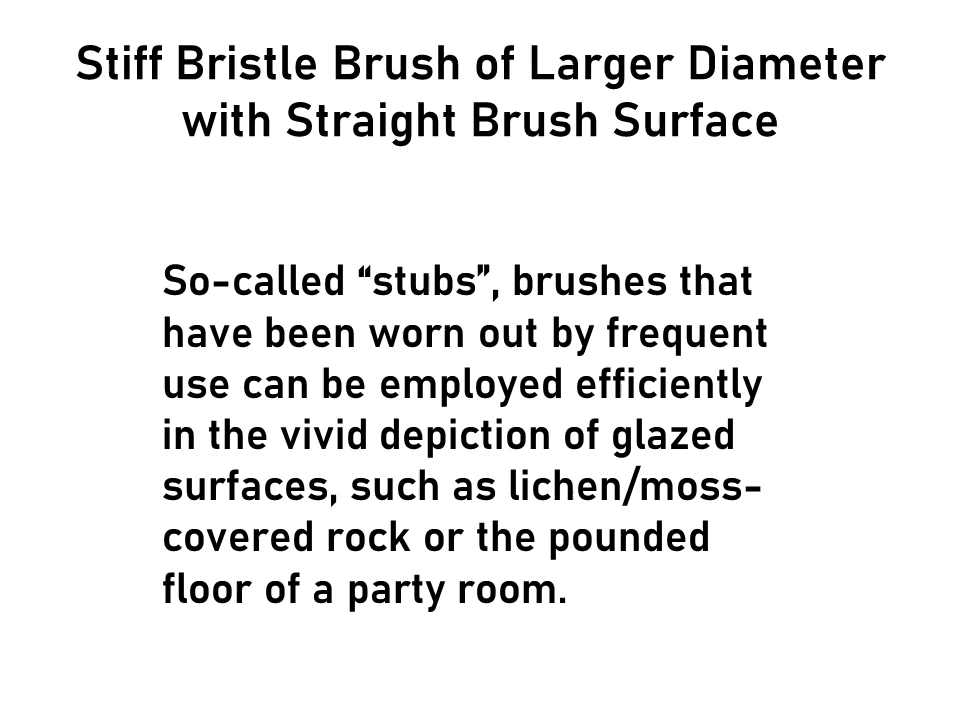 Stiff Bristle Brush of Larger Diameter
with Straight Brush Surface
So-called “stubs”, brushes that
have been worn out by frequent
use can be employed efficiently
in the vivid depiction of glazed
surfaces, such as lichen/moss-
covered rock or the pounded
floor of a party room.